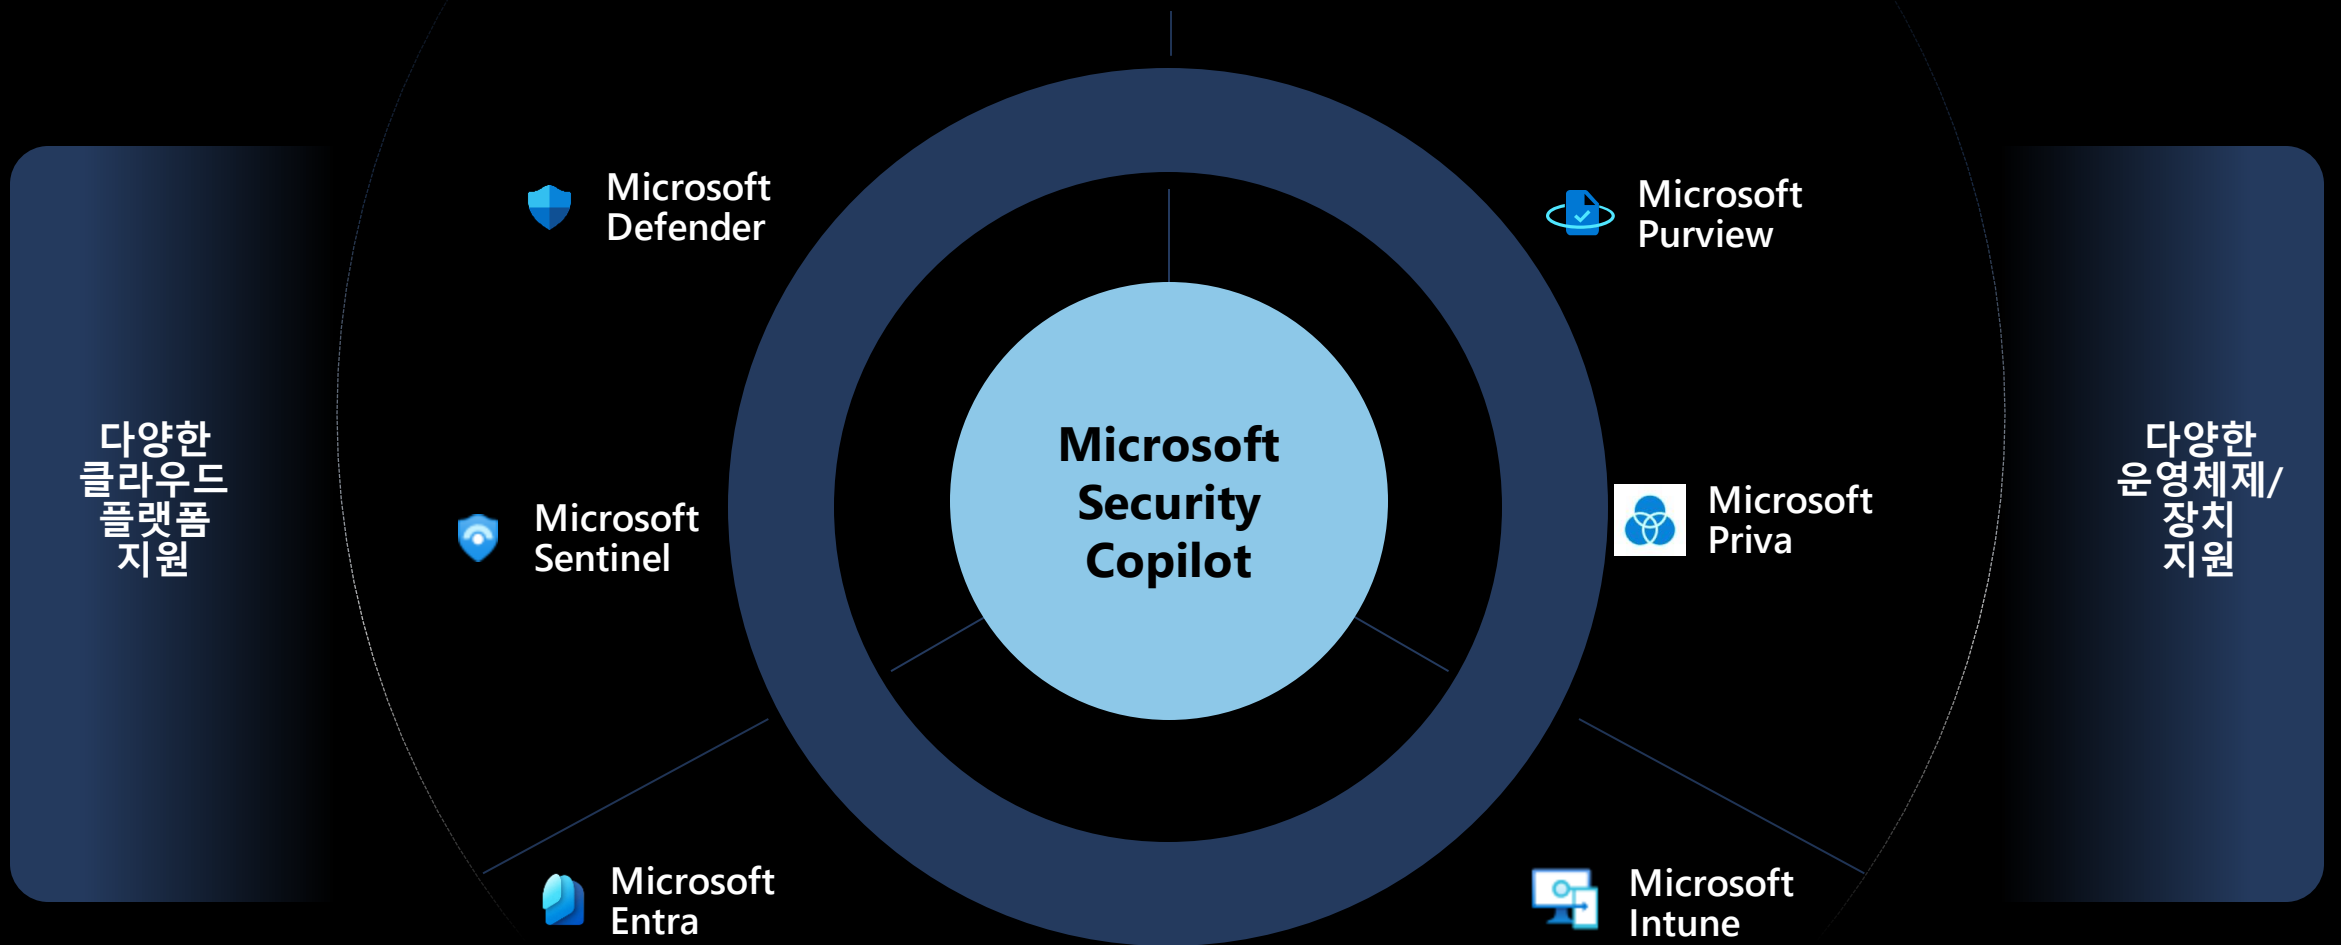 다양한
클라우드
플랫폼
지원
Microsoft
Defender
Microsoft
Sentinel
Microsoft
Entra
Microsoft
Security
Copilot
Microsoft
Purview
Microsoft
Priva
Microsoft
Intune
다양한
운영체제/
장치
지원